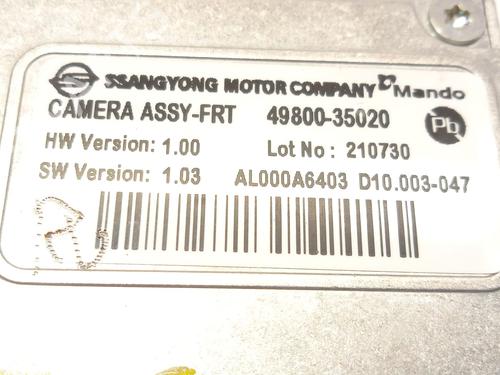 SSANGYONG MOTOR COMPANY Mando
CAMERA ASSY-FRT 49800-35020
Pb
HW Version: 1.00 Lot No : 210730
SW Version: 1.03 AL000A6403 D10.003-047